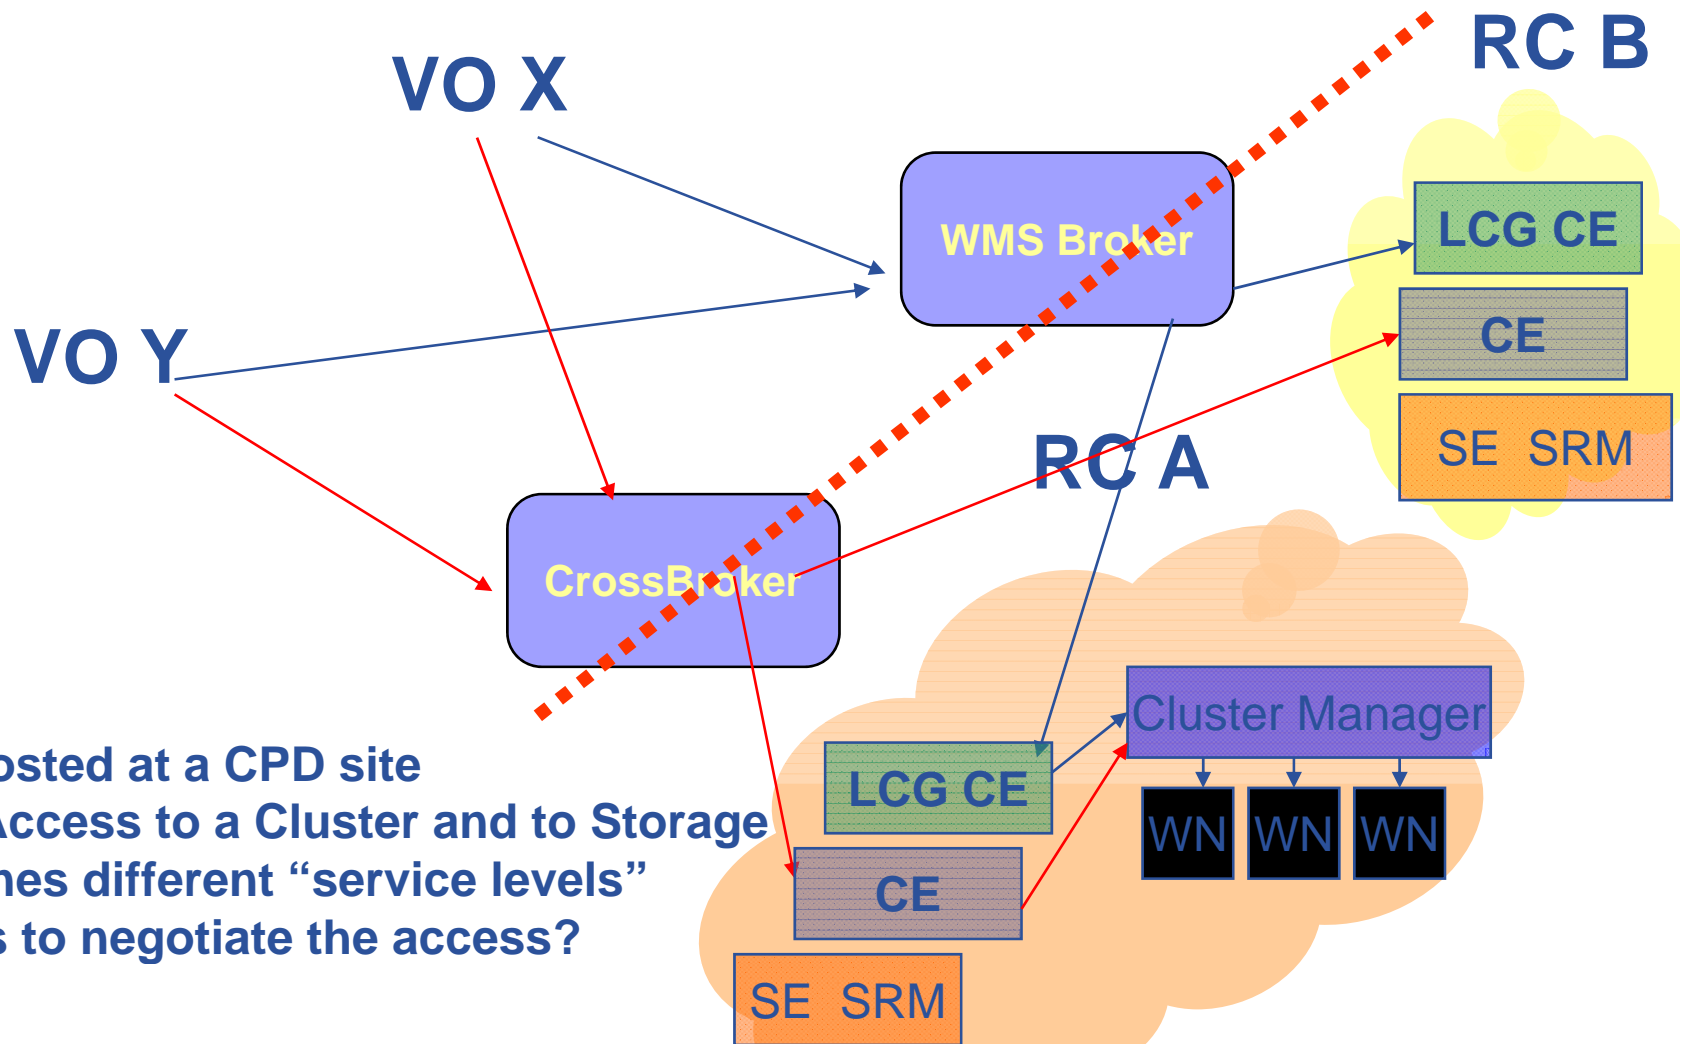 RC B
VO X
LCG CE
WMS Broker
CE
VO Y
SE SRM
RC A
CrossBroker
Cluster Manager
LCG CE
WN WN WN
CE
SE SRM
osted at a CPD site
Access to a Cluster and to Storage
nes different “service levels”
s to negotiate the access?